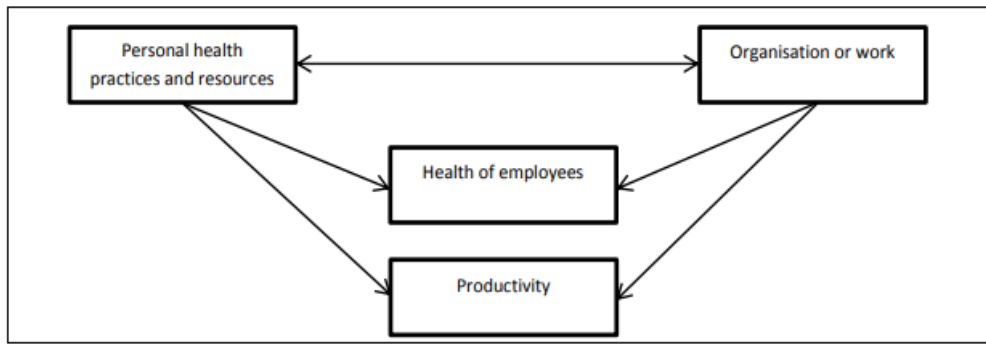 Personal health
practices and resources
Organisation or work
Health of employees
Productivity